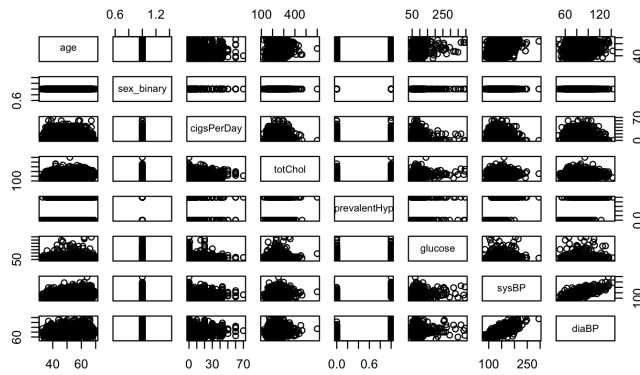 0.6 1.2 100 400 50 250 60 120
age 40
0.6 sex_binary
cigsPerDay 0 70
100 totChol
prevalentHyp 0.0
50 glucose
sysBP 100
60 diaBP
40 60 0 30 70 0.0 0.6 100 250